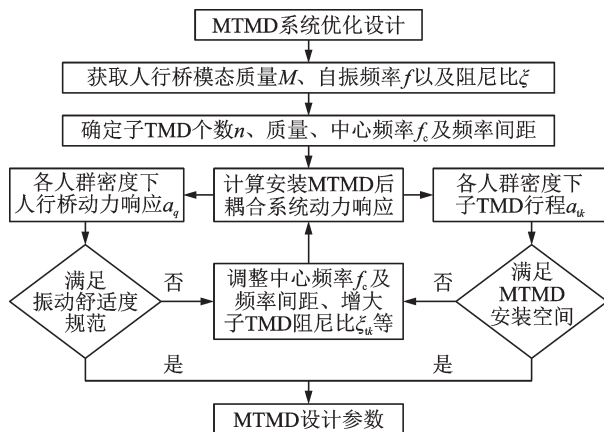 MTMD系统优化设计
获取人行桥模态质量M、自振频率f以及阻尼比ξ
确定子TMD个数n、质量、中心频率f_c及频率间距
各人群密度下
人行桥动力响应a_q
计算安装MTMD后
耦合系统动力响应
各人群密度下
子TMD行程a_tk
满足
振动舒适度
规范
否
调整中心频率f_c及
频率间距、增大
子TMD阻尼比ξ_tk等
否
满足
MTMD
安装空间
是
是
MTMD设计参数